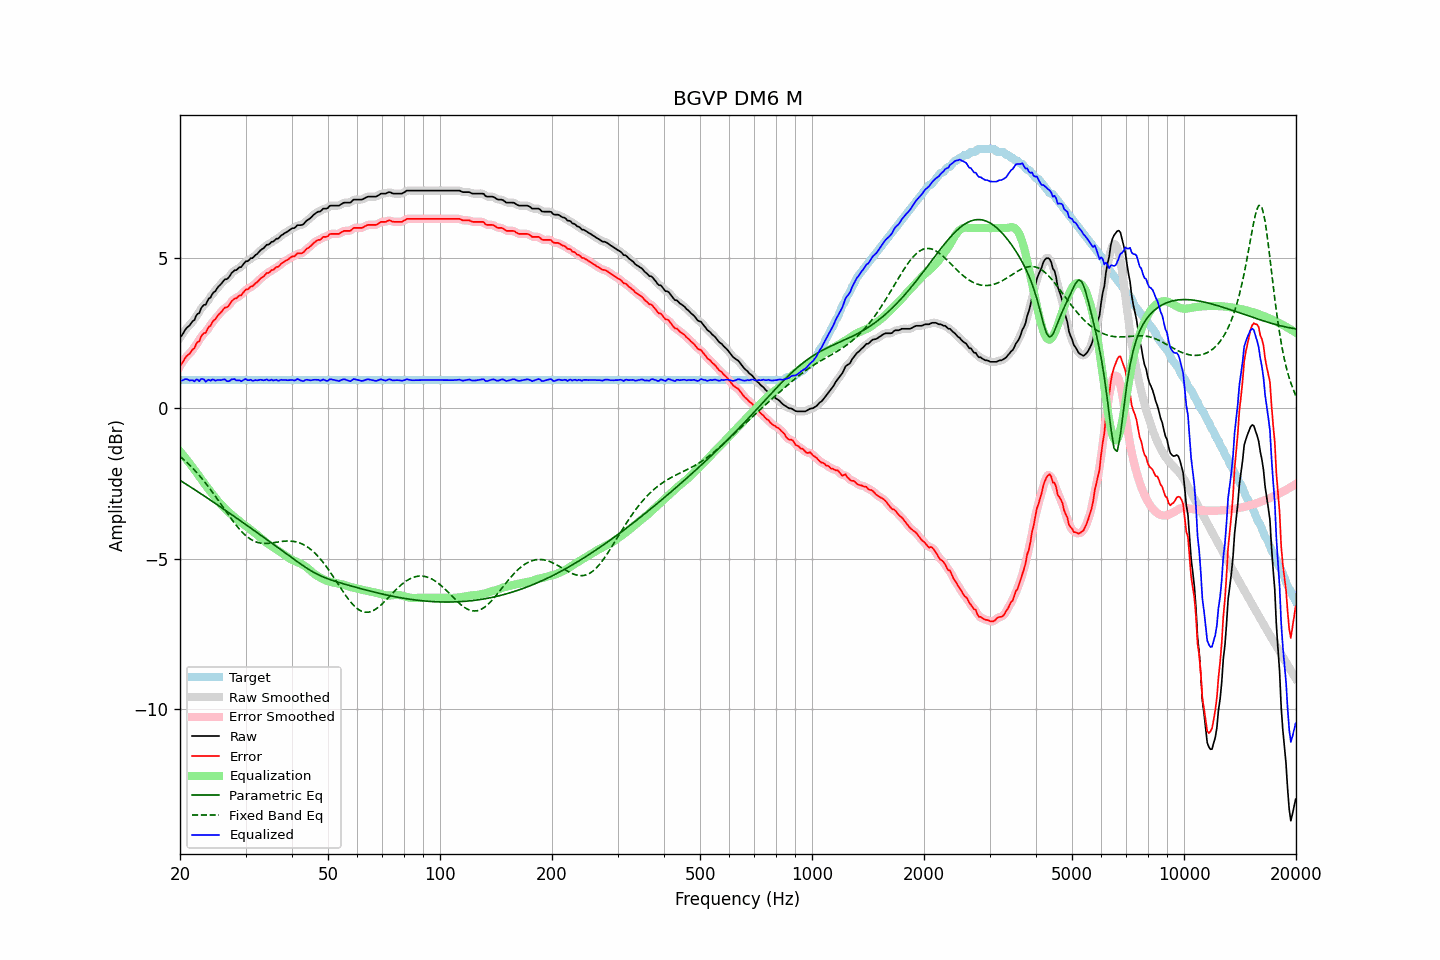 BGVP DM6 M
Amplitude (dBr)
5
0
−5
−10
Target
Raw Smoothed
Error Smoothed
Raw
Error
Equalization
Parametric Eq
Fixed Band Eq
Equalized
20 50 100 200 500 1000 2000 5000 10000 20000
Frequency (Hz)